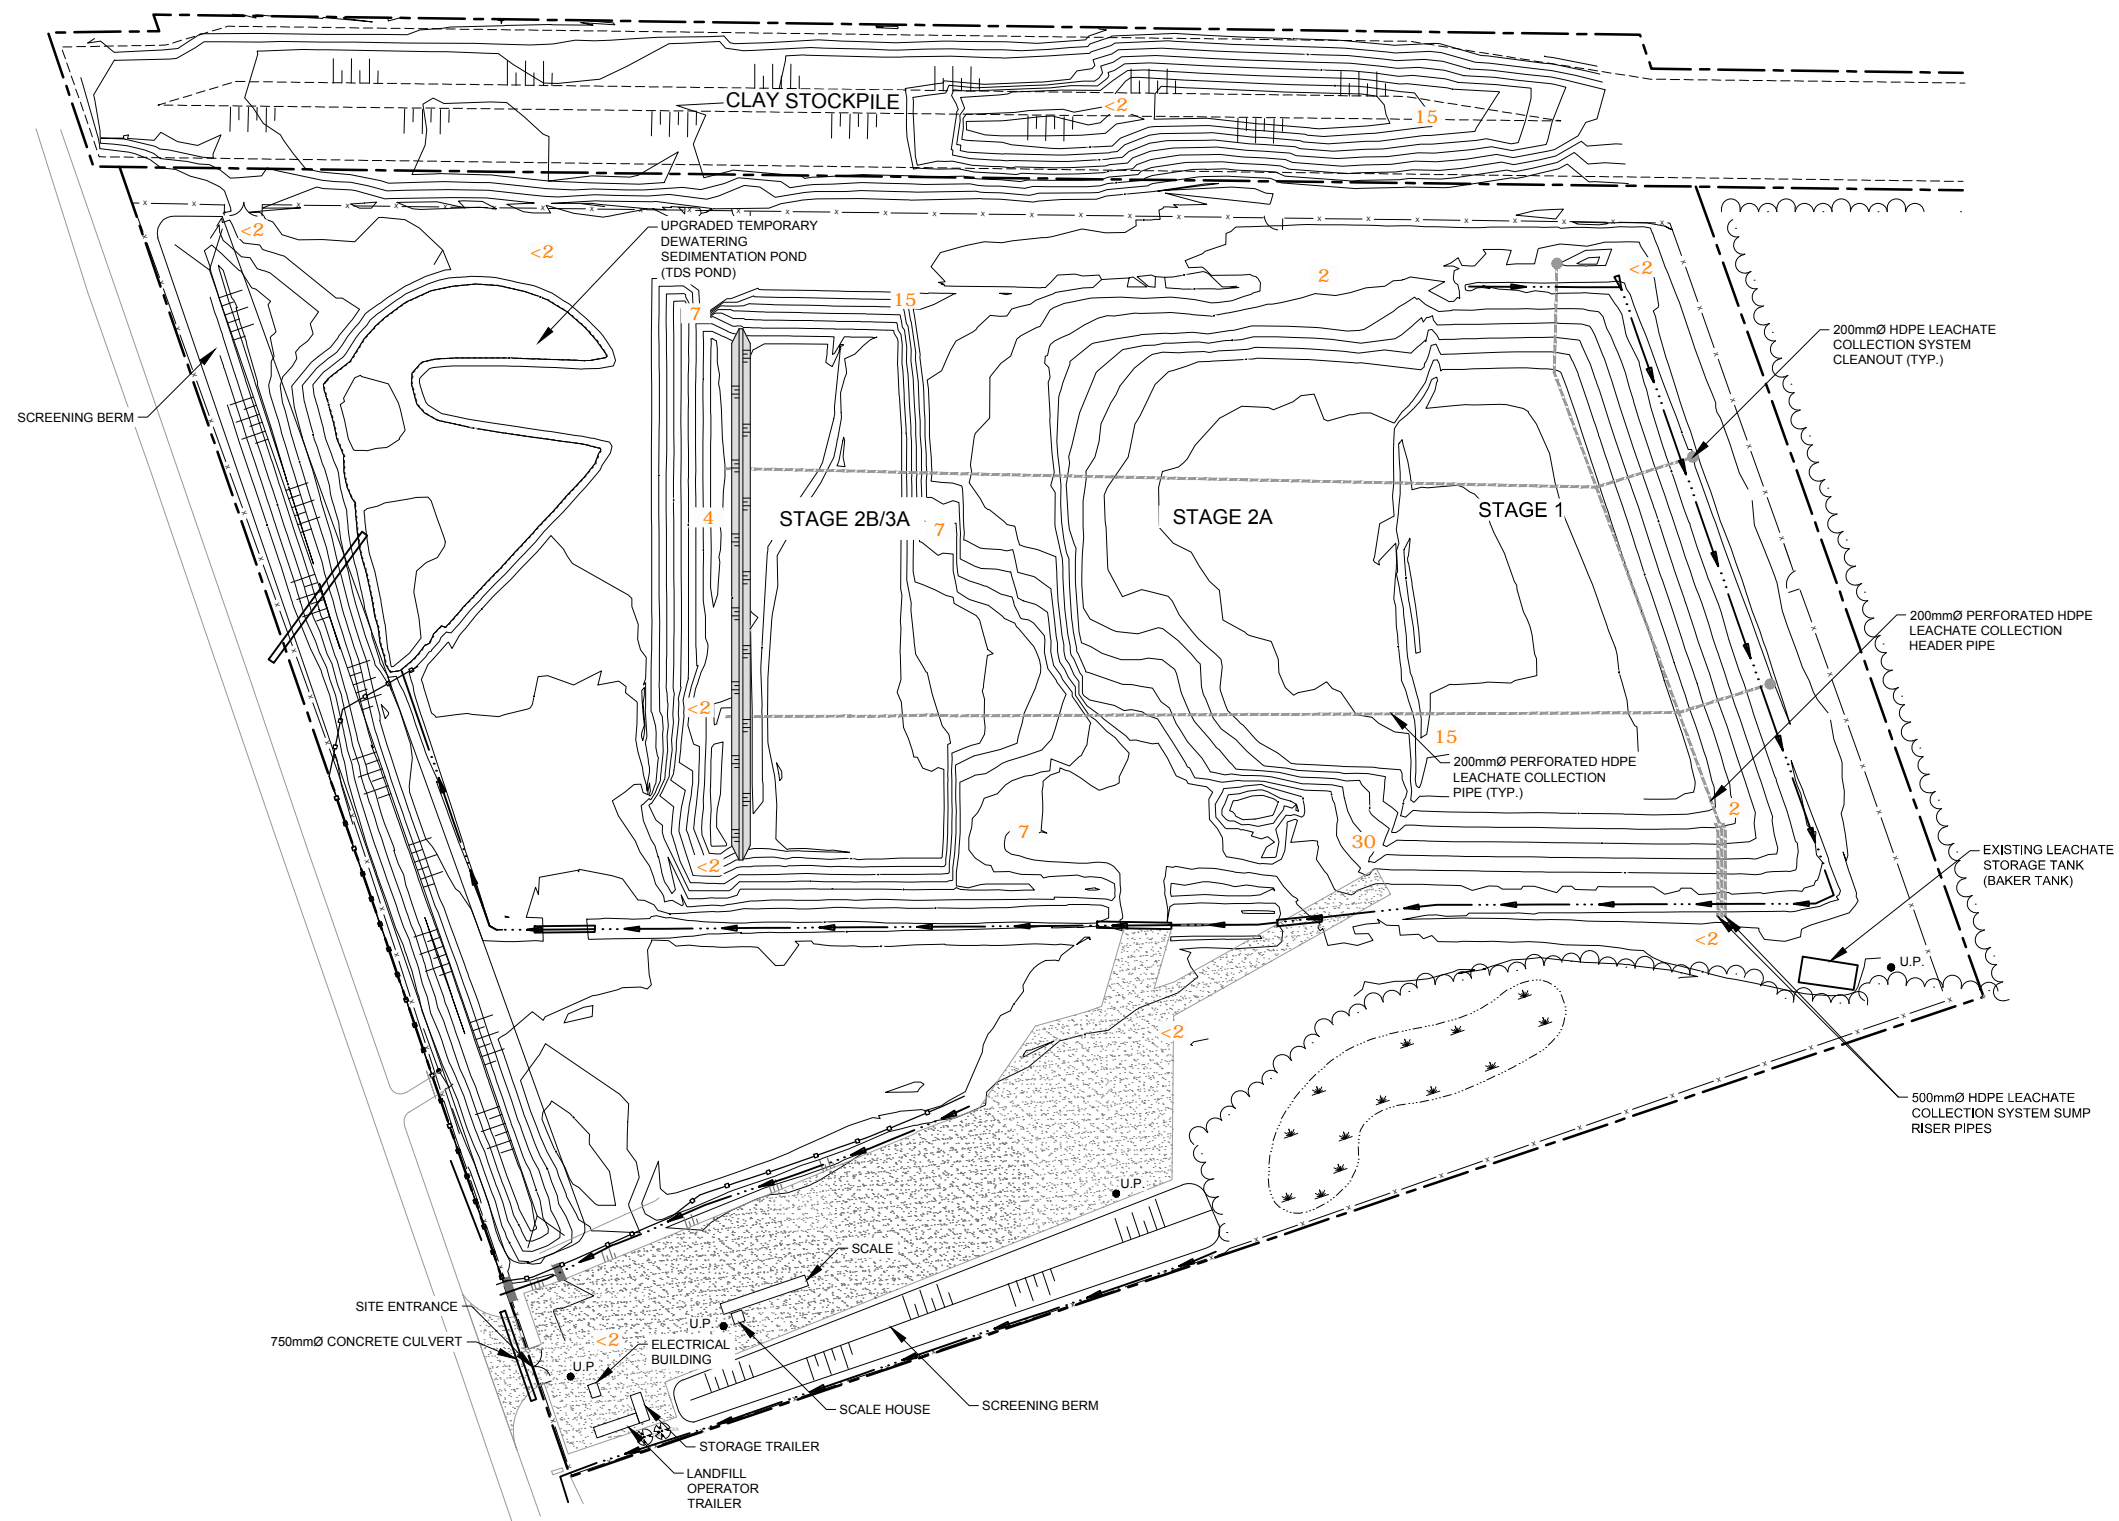 CLAY STOCKPILE
<2
15
<2
<2
UPGRADED TEMPORARY
DEWATERING
SEDIMENTATION POND
(TDS POND)
2
<2
15
7
200mmØ HDPE LEACHATE
COLLECTION SYSTEM
CLEANOUT (TYP.)
SCREENING BERM
4
STAGE 2B/3A
7
STAGE 2A
STAGE 1
200mmØ PERFORATED HDPE
LEACHATE COLLECTION
HEADER PIPE
<2
15
200mmØ PERFORATED HDPE
LEACHATE COLLECTION
PIPE (TYP.)
2
7
30
<2
EXISTING LEACHATE
STORAGE TANK
(BAKER TANK)
<2
U.P.
<2
500mmØ HDPE LEACHATE
COLLECTION SYSTEM SUMP
RISER PIPES
U.P.
SCALE
SITE ENTRANCE
U.P.
750mmØ CONCRETE CULVERT
<2
ELECTRICAL
BUILDING
U.P.
SCALE HOUSE
SCREENING BERM
STORAGE TRAILER
LANDFILL
OPERATOR
TRAILER